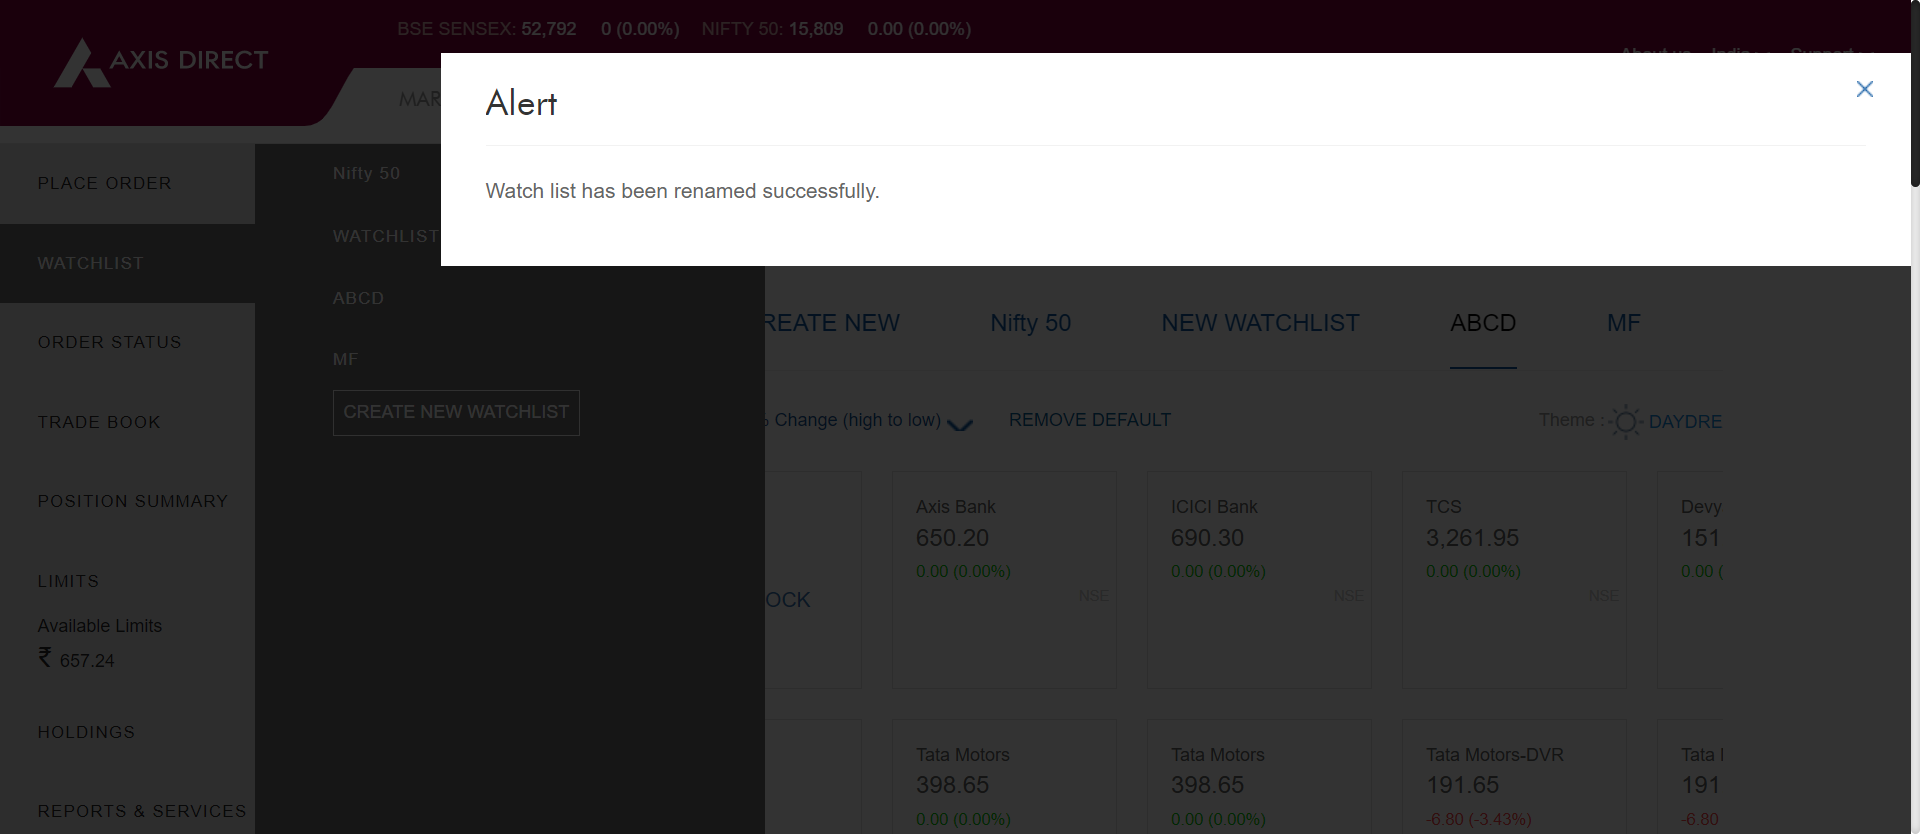 BSE SENSEX: 52,792 0 (0.00%) NIFTY 50: 15,809 0.00 (0.00%)
AXIS DIRECT
Alert
Watch list has been renamed successfully.
PLACE ORDER
WATCHLIST
ORDER STATUS
TRADE BOOK
POSITION SUMMARY
LIMITS
Available Limits
₹ 657.24
HOLDINGS
REPORTS & SERVICES
Nifty 50
WATCHLIST
ABCD
MF
CREATE NEW WATCHLIST
REATE NEW Nifty 50 NEW WATCHLIST ABCD MF
% Change (high to low) REMOVE DEFAULT Theme : DAYDRE
OCK
Axis Bank
650.20
0.00 (0.00%)
NSE
ICICI Bank
690.30
0.00 (0.00%)
NSE
TCS
3,261.95
0.00 (0.00%)
NSE
Devy
151
0.00 (
Tata Motors
398.65
0.00 (0.00%)
Tata Motors
398.65
0.00 (0.00%)
Tata Motors-DVR
191.65
-6.80 (-3.43%)
Tata
191
-6.80